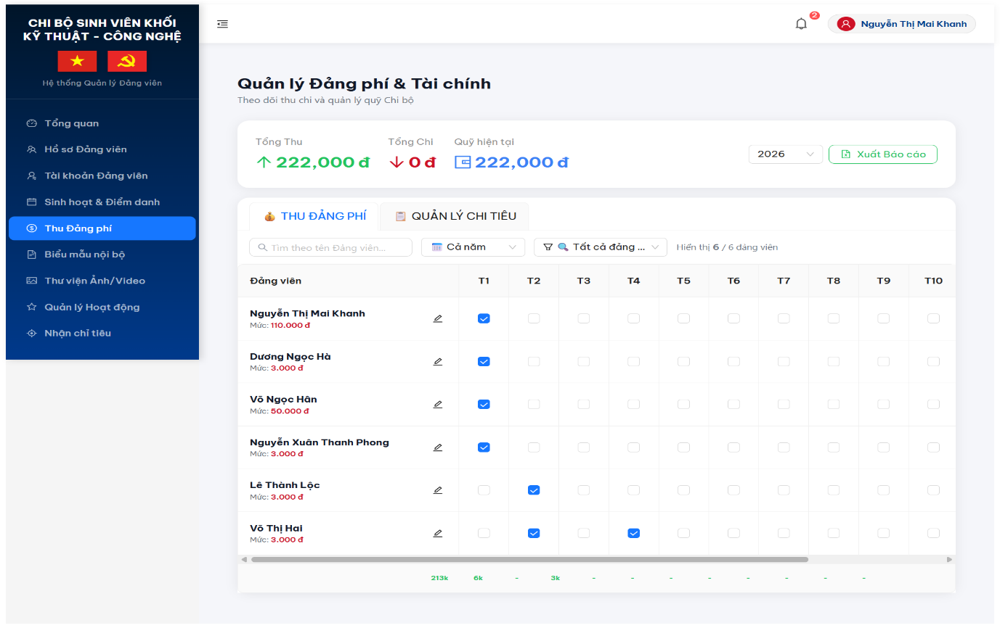 CHI BỘ SINH VIÊN KHỐI
KỸ THUẬT - CÔNG NGHỆ
Hệ thống Quản lý Đảng viên
Tổng quan
Hồ sơ Đảng viên
Tài khoản Đảng viên
Sinh hoạt & Điểm danh
Thu Đảng phí
Biểu mẫu nội bộ
Thư viện Ảnh/Video
Quản lý Hoạt động
Nhận chỉ tiêu
2
Nguyễn Thị Mai Khanh
Quản lý Đảng phí & Tài chính
Theo dõi thu chi và quản lý quỹ Chi bộ
Tổng Thu
222,000 đ
Tổng Chi
0 đ
Quỹ hiện tại
222,000 đ
2026
Xuất Báo cáo
THU ĐẢNG PHÍ
QUẢN LÝ CHI TIÊU
Tìm theo tên Đảng viên...
Cả năm
Tất cả đảng ...
Hiển thị 6 / 6 đảng viên
Đảng viên T1 T2 T3 T4 T5 T6 T7 T8 T9 T10
Nguyễn Thị Mai Khanh
Mức: 110.000 đ
Dương Ngọc Hà
Mức: 3.000 đ
Võ Ngọc Hân
Mức: 50.000 đ
Nguyễn Xuân Thanh Phong
Mức: 3.000 đ
Lê Thành Lộc
Mức: 3.000 đ
Võ Thị Hai
Mức: 3.000 đ
213k 6k - 3k - - - - - - - -